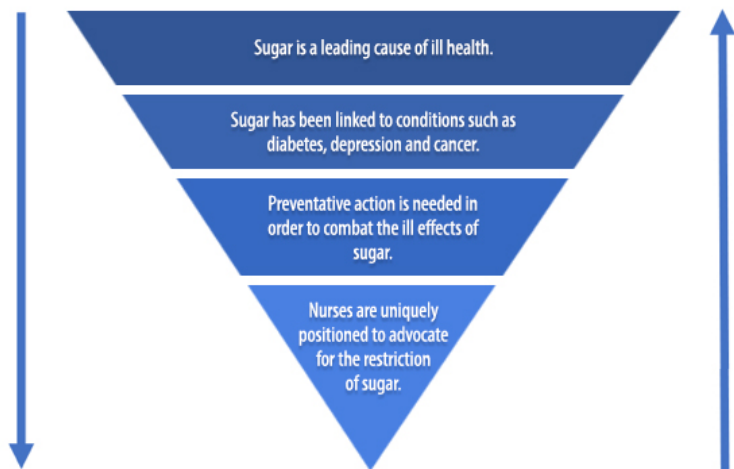 Sugar is a leading cause of ill health.
Sugar has been linked to conditions such as
diabetes, depression and cancer.
Preventative action is needed in
order to combat the ill effects of
sugar.
Nurses are uniquely
positioned to advocate
for the restriction
of sugar.